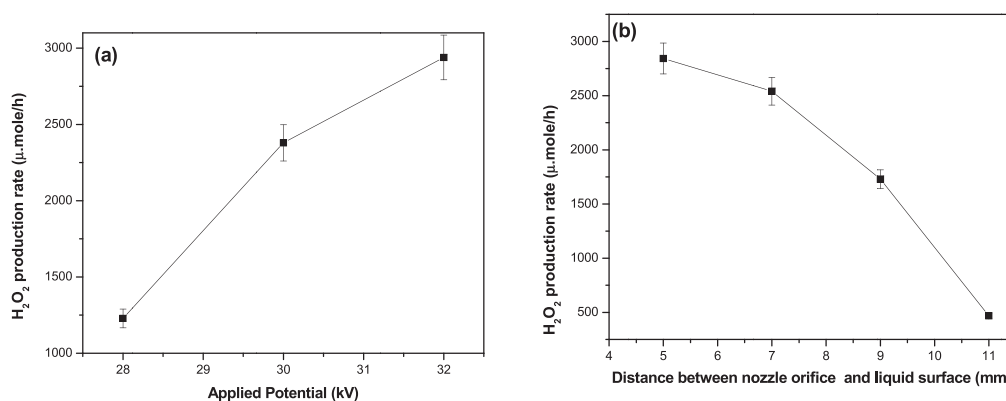 (a)
3000
2500
2000
1500
1000
28 29 30 31 32
Applied Potential (kV)
H2O2 production rate (μ.mole/h)
(b)
3000
2500
2000
1500
1000
500
4 5 6 7 8 9 10 11
Distance between nozzle orifice and liquid surface (mm
H2O2 production rate (μ.mole/h)